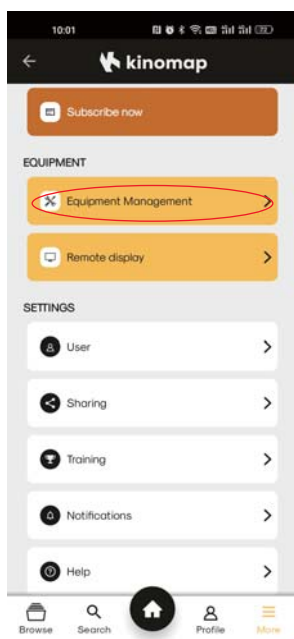 10:01
kinomap
Subscribe now
EQUIPMENT
Equipment Management
Remote display
SETTINGS
User
Sharing
Training
Notifications
Help
Browse Search Profile More